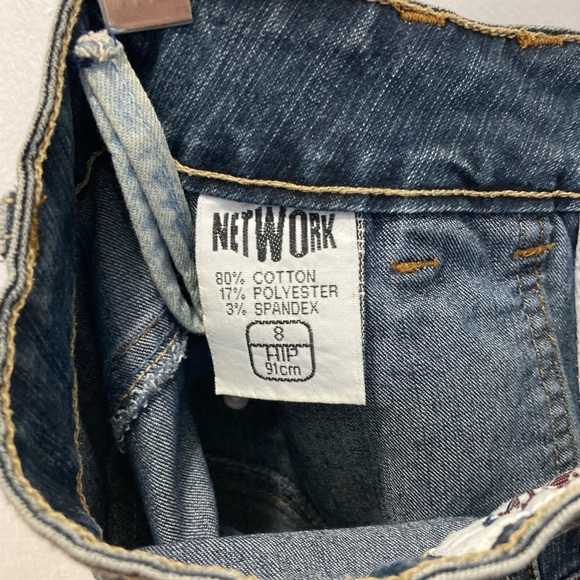 NETWORK
80% COTTON
17% POLYESTER
3% SPANDEX
8
HIP
91cm